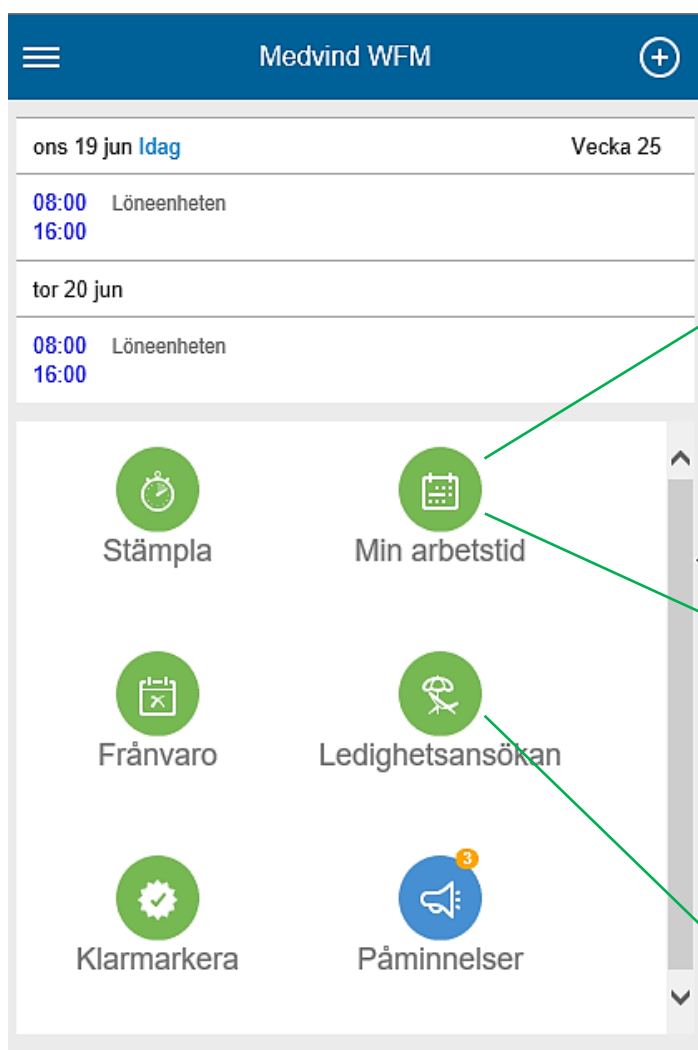 Medvind WFM
ons 19 jun Idag Vecka 25
08:00 Löneenheten
16:00
tor 20 jun
08:00 Löneenheten
16:00
Stämpla Min arbetstid
Frånvaro Ledighetsansökan
3
Klarmarkera Påminnelser